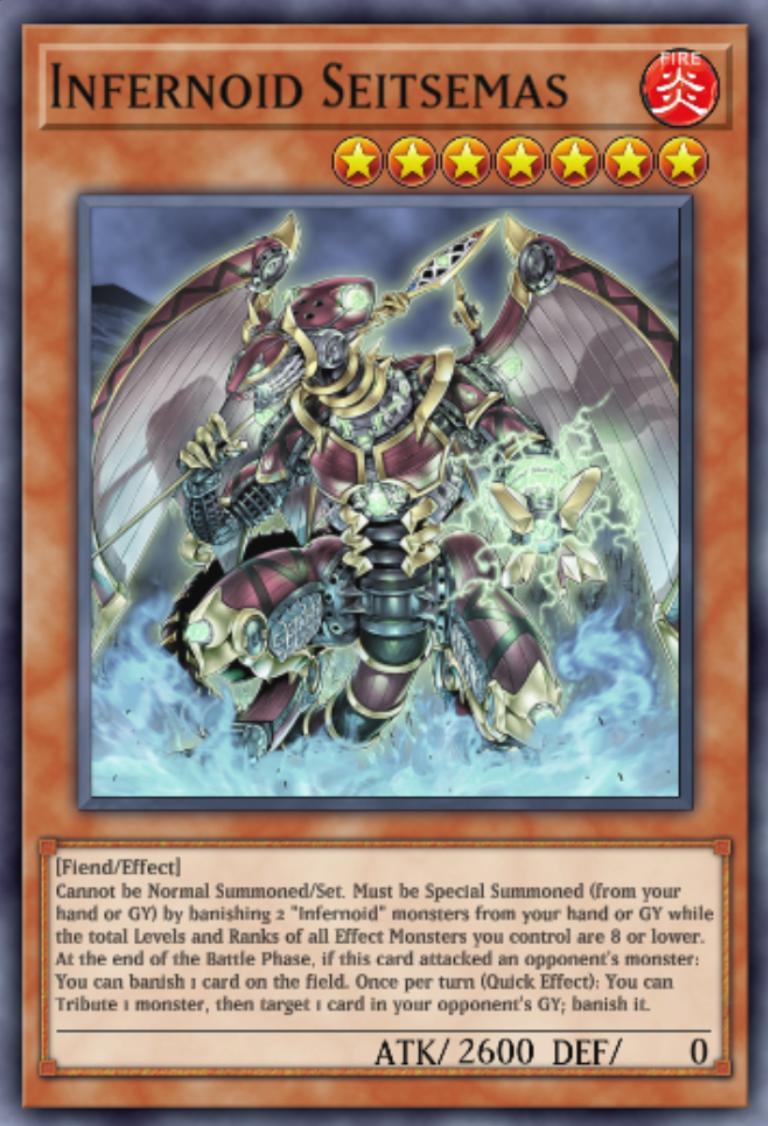 Infernoid Seitsemas
FIRE
炎
[Fiend/Effect]
Cannot be Normal Summoned/Set. Must be Special Summoned (from your
hand or GY) by banishing 2 "Infernoid" monsters from your hand or GY while
the total Levels and Ranks of all Effect Monsters you control are 8 or lower.
At the end of the Battle Phase, if this card attacked an opponent's monster:
You can banish 1 card on the field. Once per turn (Quick Effect): You can
Tribute 1 monster, then target 1 card in your opponent's GY; banish it.
ATK/ 2600 DEF/ 0